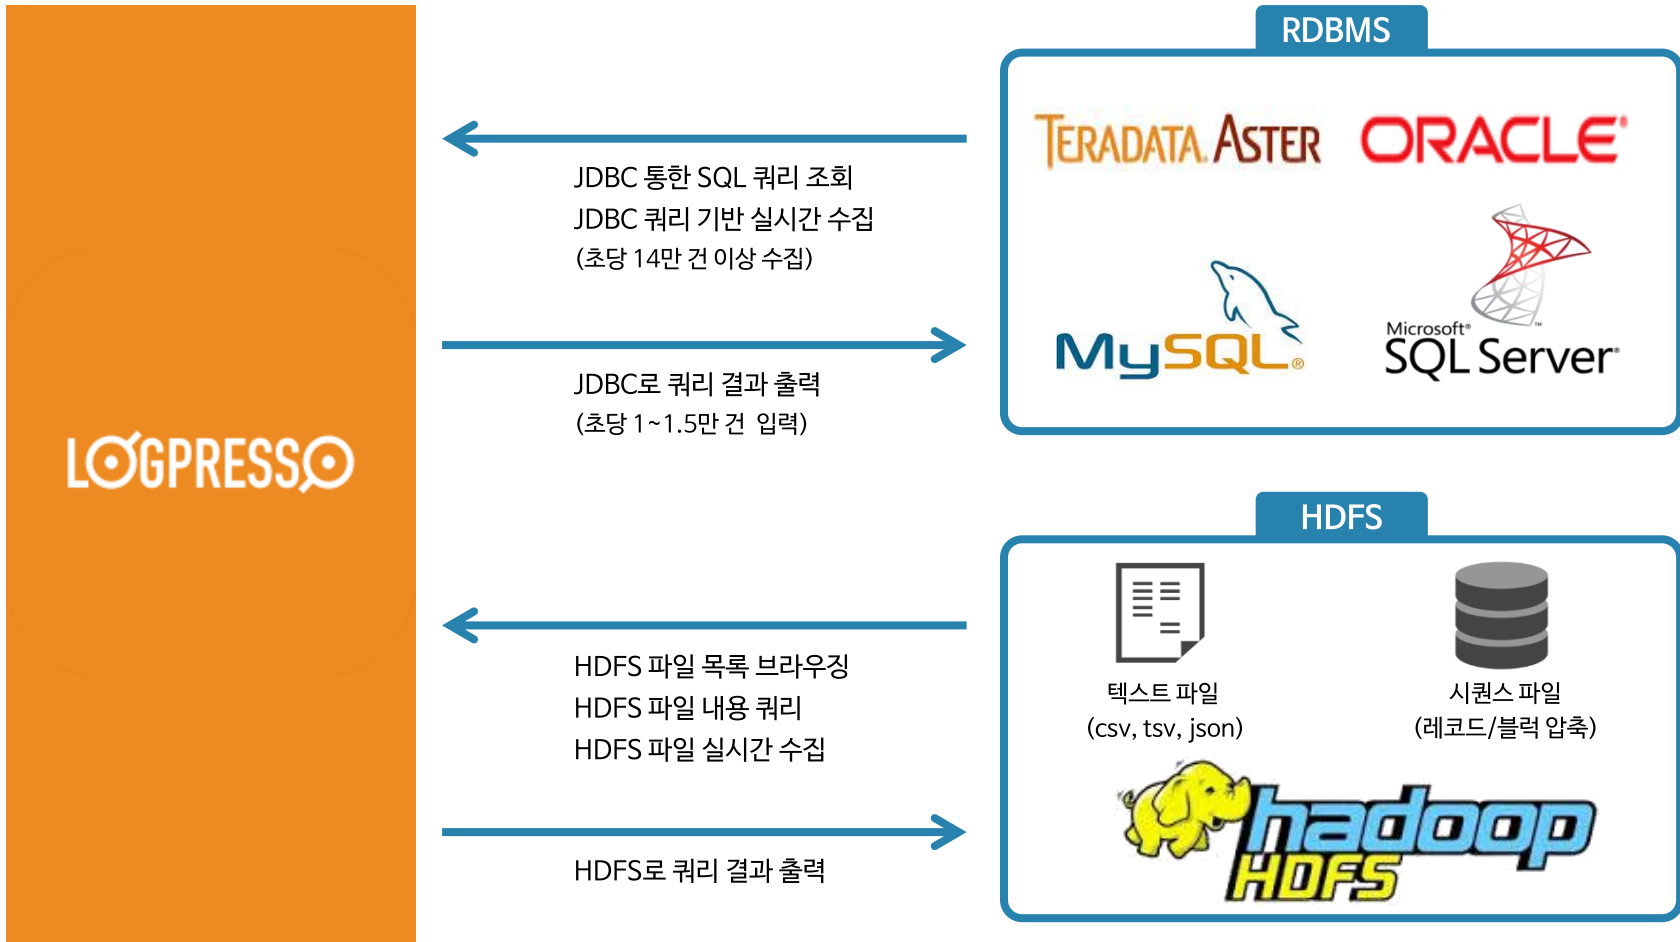 LOGPRESSO
JDBC 통한 SQL 쿼리 조회
JDBC 쿼리 기반 실시간 수집
(초당 14만 건 이상 수집)
JDBC로 쿼리 결과 출력
(초당 1~1.5만 건 입력)
RDBMS
TERADATA® ASTER
ORACLE®
MySQL®
Microsoft®
SQL Server®
™
HDFS 파일 목록 브라우징
HDFS 파일 내용 쿼리
HDFS 파일 실시간 수집
HDFS로 쿼리 결과 출력
HDFS
텍스트 파일
(csv, tsv, json)
시퀀스 파일
(레코드/블럭 압축)
hadoop
HDFS